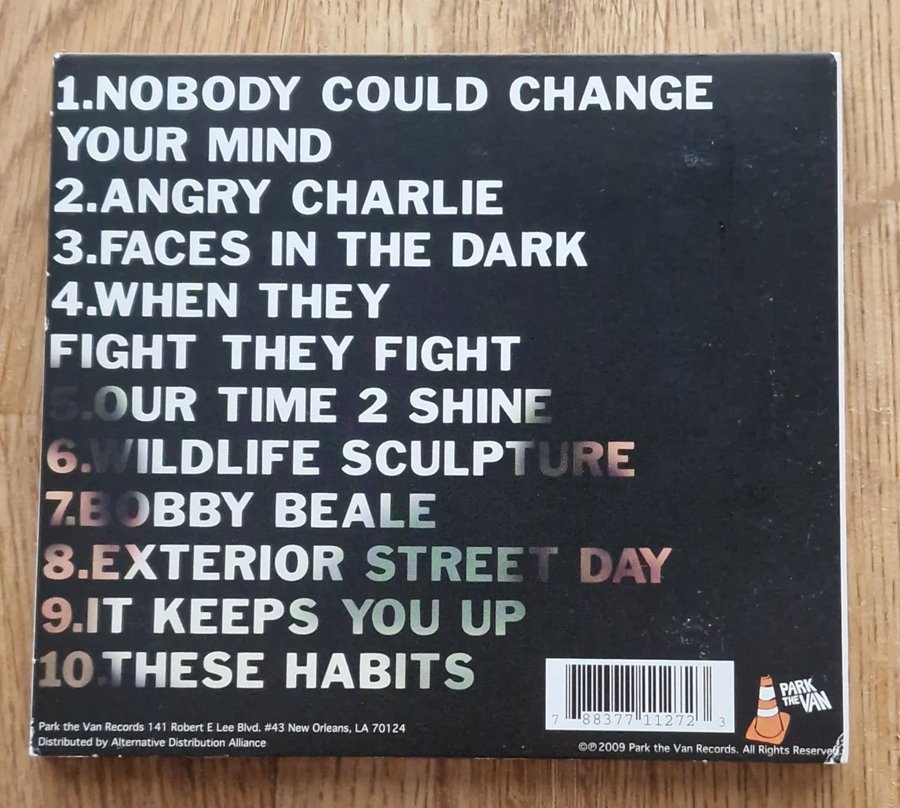 1.NOBODY COULD CHANGE
YOUR MIND
2.ANGRY CHARLIE
3.FACES IN THE DARK
4.WHEN THEY
FIGHT THEY FIGHT
5.OUR TIME 2 SHINE
6.WILDLIFE SCULPTURE
7.BOBBY BEALE
8.EXTERIOR STREET DAY
9.IT KEEPS YOU UP
10.THESE HABITS
Park the Van Records 141 Robert E Lee Blvd. #43 New Orleans, LA 70124
Distributed by Alternative Distribution Alliance
7 88377 11272 3
PARK
THE VAN
©℗2009 Park the Van Records. All Rights Reserved